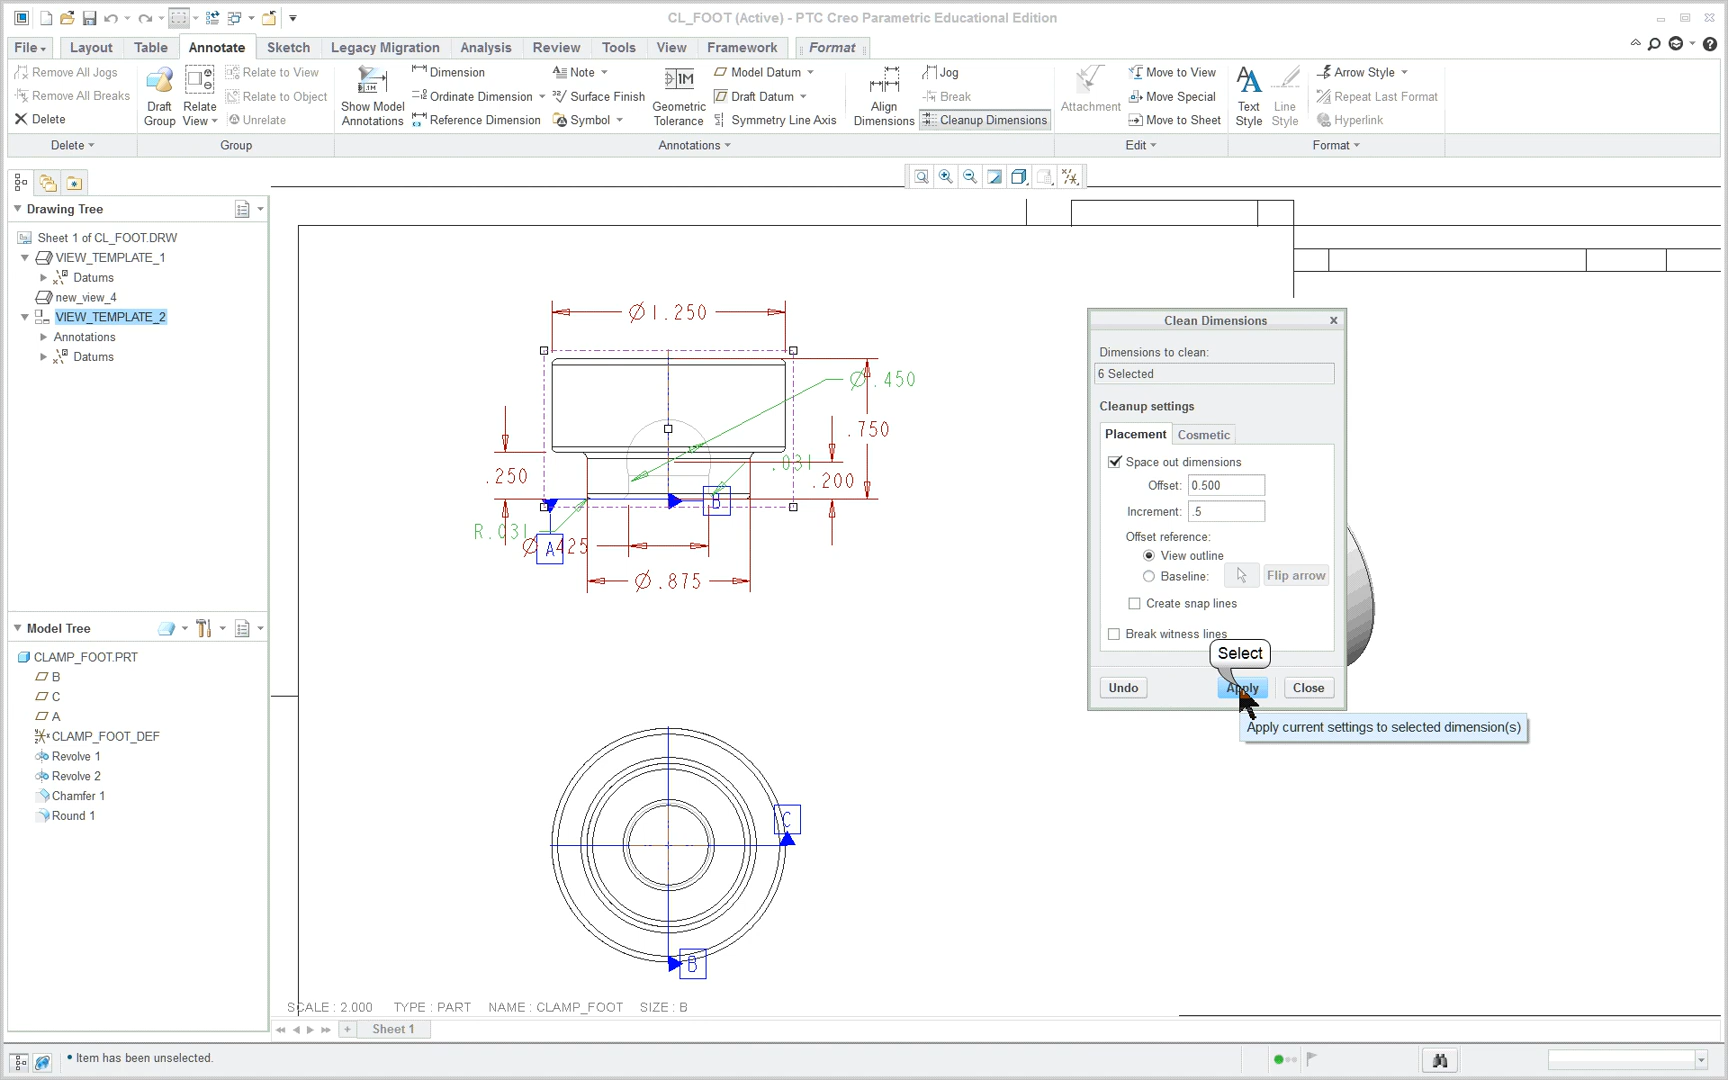 CL_FOOT (Active) - PTC Creo Parametric Educational Edition
File Layout Table Annotate Sketch Legacy Migration Analysis Review Tools View Framework Format
Remove All Jogs
Remove All Breaks
Delete
Delete
Draft Group
Relate View
Relate to View
Relate to Object
Unrelate
Group
Show Model Annotations
Dimension
Ordinate Dimension
Reference Dimension
Note
Surface Finish
Symbol
Geometric Tolerance
Model Datum
Draft Datum
Symmetry Line Axis
Align Dimensions
Jog
Break
Cleanup Dimensions
Annotations
Attachment
Move to View
Move Special
Move to Sheet
Edit
Text Style
Line Style
Arrow Style
Repeat Last Format
Hyperlink
Format
Drawing Tree
Sheet 1 of CL_FOOT.DRW
VIEW_TEMPLATE_1
Datums
new_view_4
VIEW_TEMPLATE_2
Annotations
Datums
Model Tree
CLAMP_FOOT.PRT
B
C
A
CLAMP_FOOT_DEF
Revolve 1
Revolve 2
Chamfer 1
Round 1
Ø1.250
Ø.450
.750
.031
.250
.200
B
R.031
Ø.425
A
Ø.875
C
B
Clean Dimensions
Dimensions to clean:
6 Selected
Cleanup settings
Placement Cosmetic
Space out dimensions
Offset: 0.500
Increment: .5
Offset reference:
View outline
Baseline: Flip arrow
Create snap lines
Break witness lines
Select
Undo Apply Close
Apply current settings to selected dimension(s)
SCALE : 2.000 TYPE : PART NAME : CLAMP_FOOT SIZE : B
Sheet 1
• Item has been unselected.